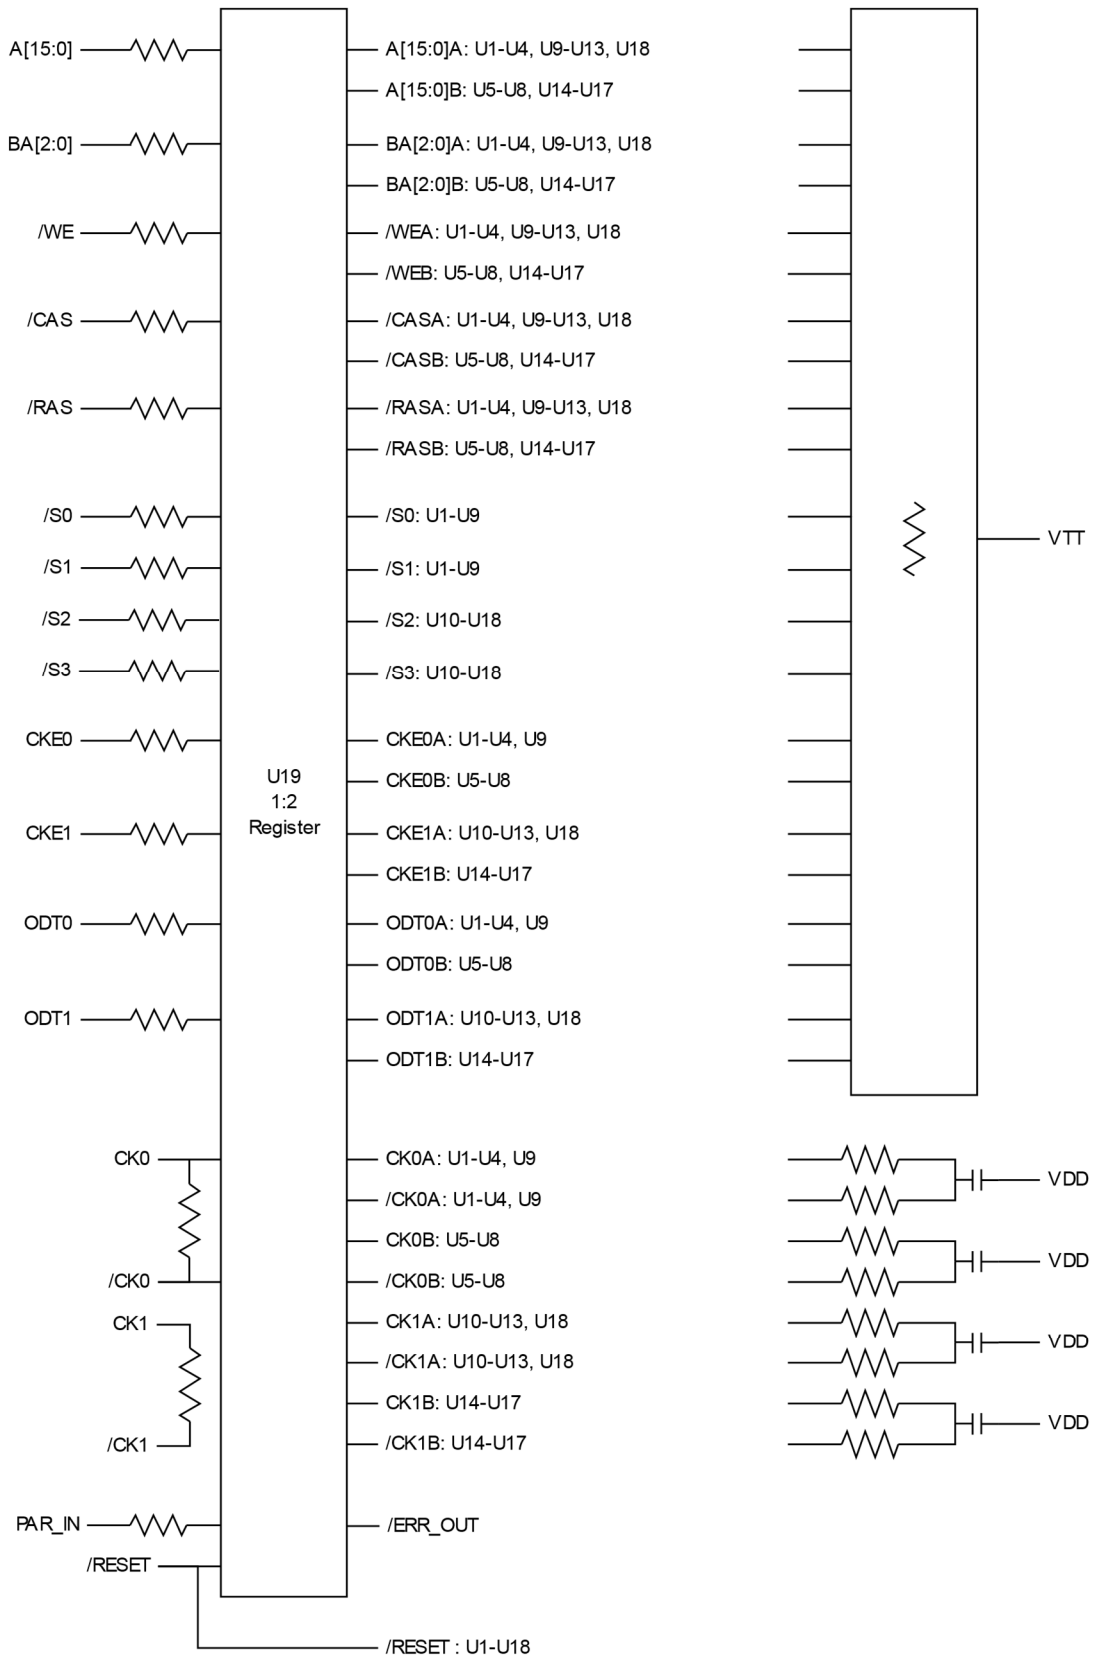 A[15:0]
A[15:0]A: U1-U4, U9-U13, U18
A[15:0]B: U5-U8, U14-U17
BA[2:0]
BA[2:0]A: U1-U4, U9-U13, U18
BA[2:0]B: U5-U8, U14-U17
/WE
/WEA: U1-U4, U9-U13, U18
/WEB: U5-U8, U14-U17
/CAS
/CASA: U1-U4, U9-U13, U18
/CASB: U5-U8, U14-U17
/RAS
/RASA: U1-U4, U9-U13, U18
/RASB: U5-U8, U14-U17
/S0
/S0: U1-U9
VTT
/S1
/S1: U1-U9
/S2
/S2: U10-U18
/S3
/S3: U10-U18
CKE0
CKE0A: U1-U4, U9
U19
1:2
Register
CKE0B: U5-U8
CKE1
CKE1A: U10-U13, U18
CKE1B: U14-U17
ODT0
ODT0A: U1-U4, U9
ODT0B: U5-U8
ODT1
ODT1A: U10-U13, U18
ODT1B: U14-U17
CK0
CK0A: U1-U4, U9
VDD
/CK0A: U1-U4, U9
CK0B: U5-U8
VDD
/CK0
/CK0B: U5-U8
CK1
CK1A: U10-U13, U18
VDD
/CK1A: U10-U13, U18
CK1B: U14-U17
VDD
/CK1
/CK1B: U14-U17
PAR_IN
/ERR_OUT
/RESET
/RESET : U1-U18